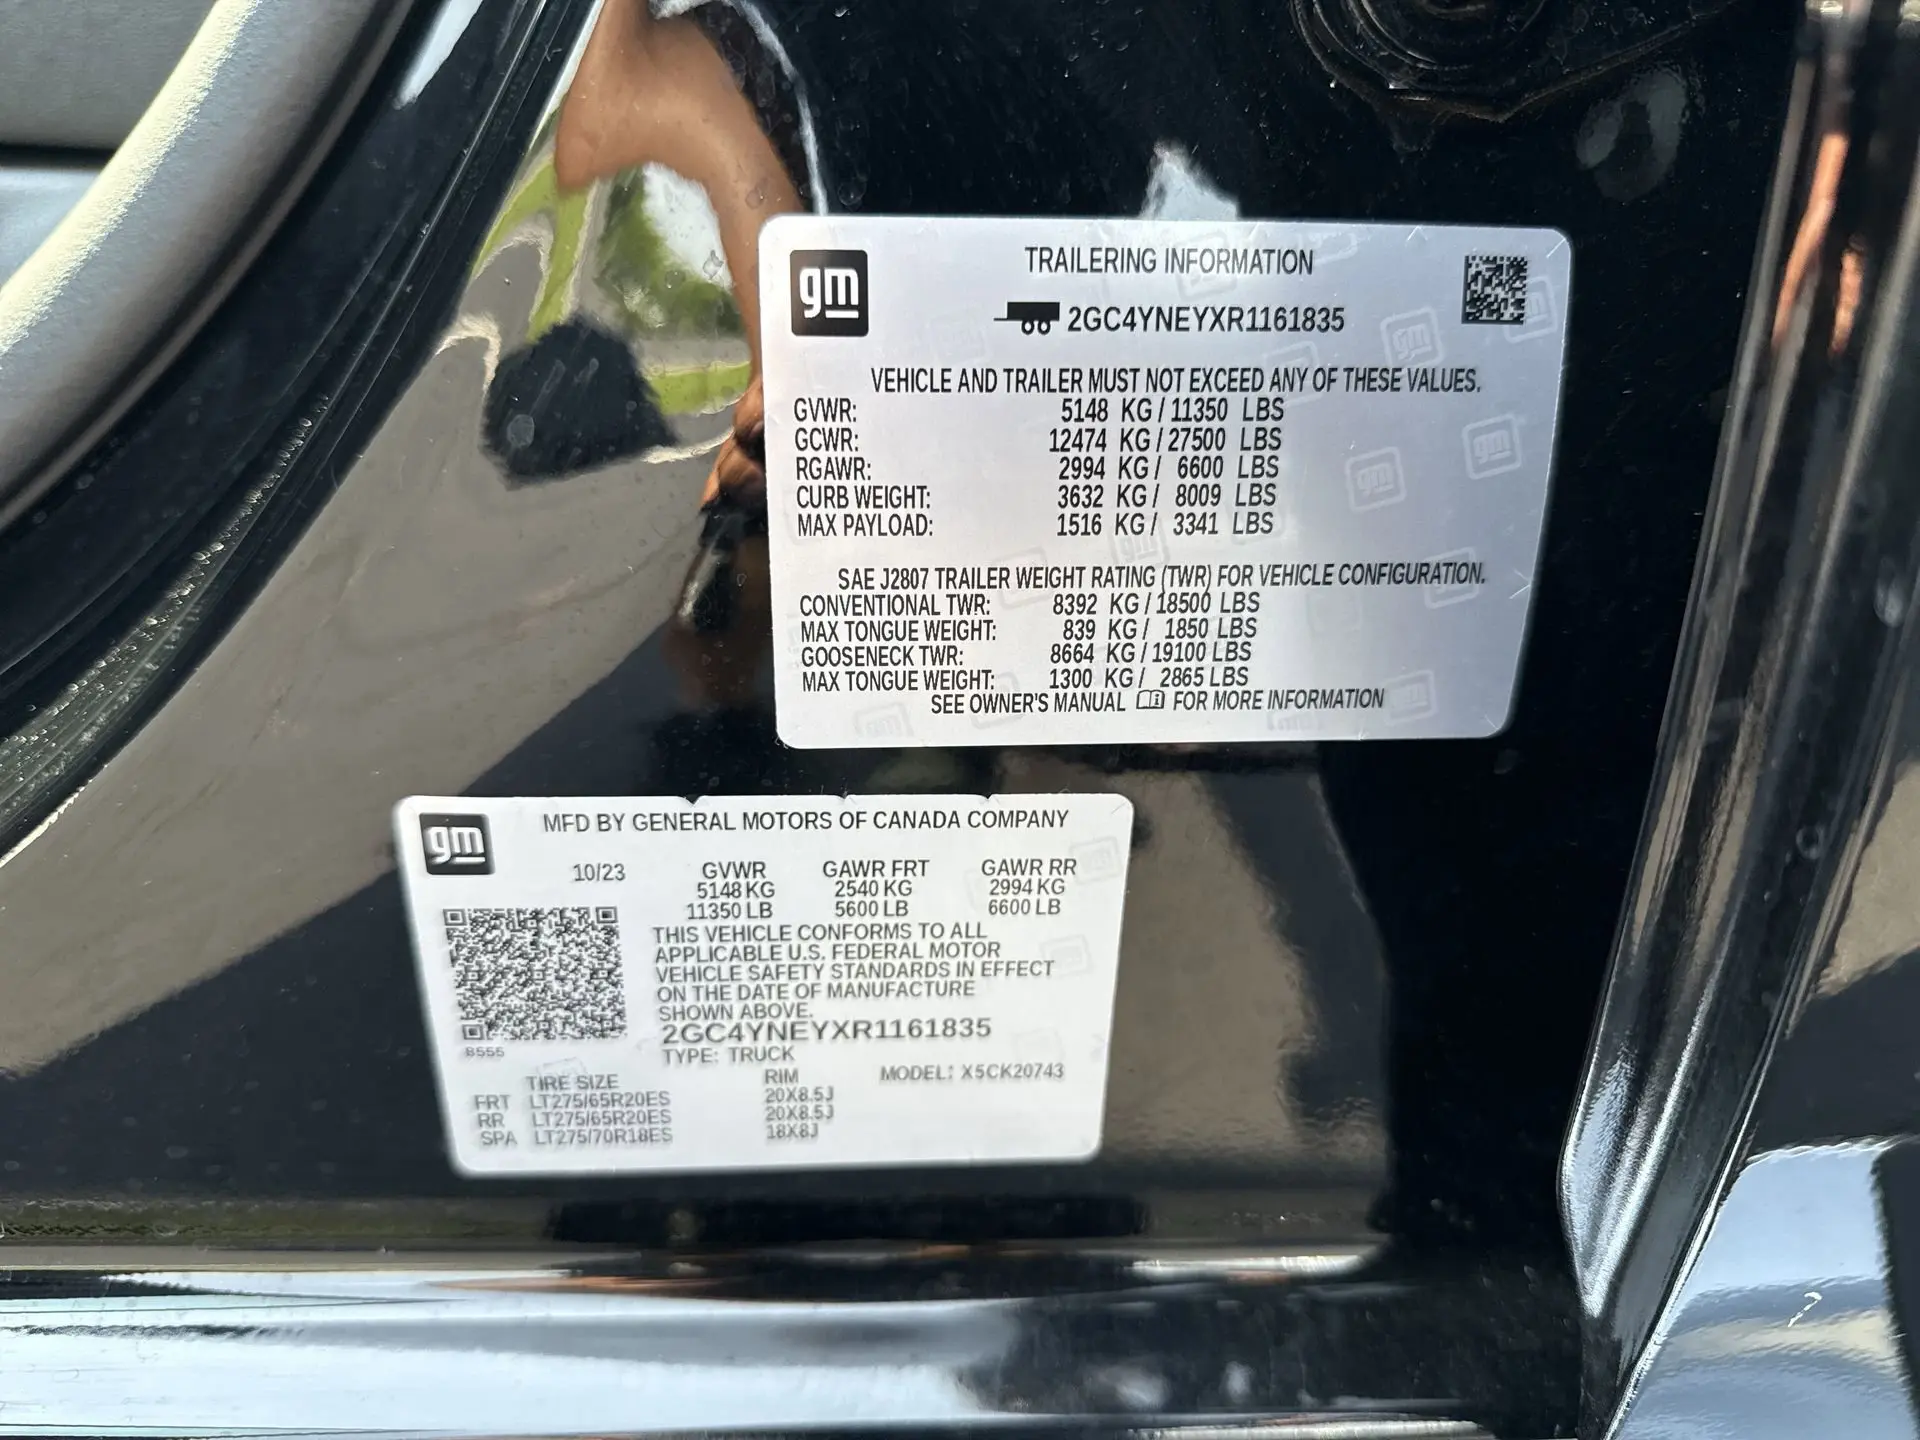 gm
TRAILERING INFORMATION
2GC4YNEYXR1161835
VEHICLE AND TRAILER MUST NOT EXCEED ANY OF THESE VALUES.
GVWR: 5148 KG / 11350 LBS
GCWR: 12474 KG / 27500 LBS
RGAWR: 2994 KG / 6600 LBS
CURB WEIGHT: 3632 KG / 8009 LBS
MAX PAYLOAD: 1516 KG / 3341 LBS
SAE J2807 TRAILER WEIGHT RATING (TWR) FOR VEHICLE CONFIGURATION.
CONVENTIONAL TWR: 8392 KG / 18500 LBS
MAX TONGUE WEIGHT: 839 KG / 1850 LBS
GOOSENECK TWR: 8664 KG / 19100 LBS
MAX TONGUE WEIGHT: 1300 KG / 2865 LBS
SEE OWNER'S MANUAL FOR MORE INFORMATION
gm
MFD BY GENERAL MOTORS OF CANADA COMPANY
10/23 GVWR GAWR FRT GAWR RR
5148 KG 2540 KG 2994 KG
11350 LB 5600 LB 6600 LB
THIS VEHICLE CONFORMS TO ALL
APPLICABLE U.S. FEDERAL MOTOR
VEHICLE SAFETY STANDARDS IN EFFECT
ON THE DATE OF MANUFACTURE
SHOWN ABOVE.
2GC4YNEYXR1161835
8555
TYPE: TRUCK
MODEL: X5CK20743
TIRE SIZE RIM
FRT LT275/65R20ES 20X8.5J
RR LT275/65R20ES 20X8.5J
SPA LT275/70R18ES 18X8J